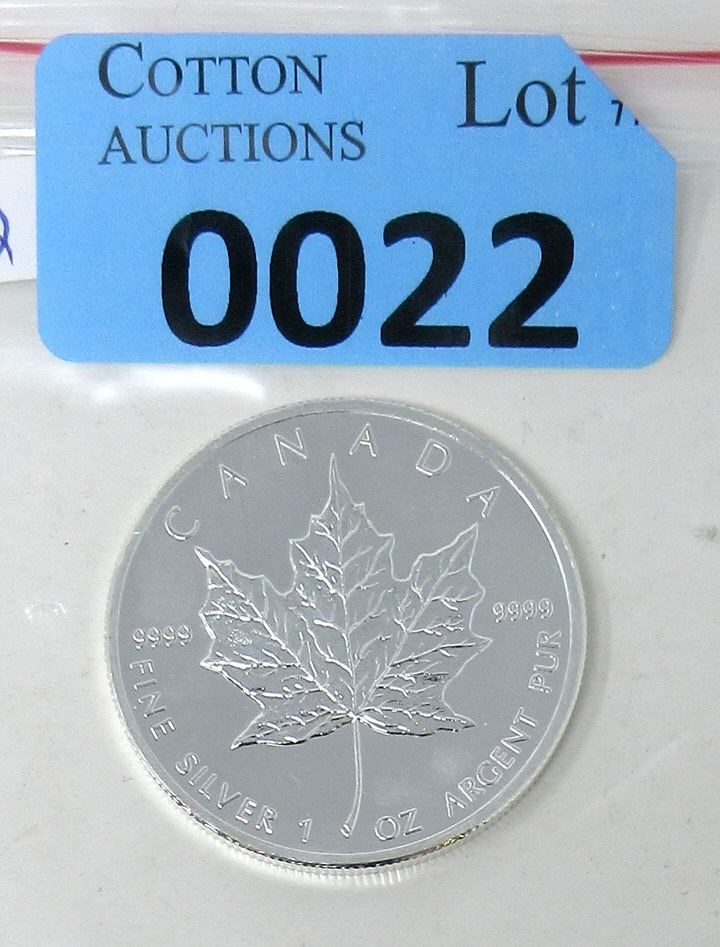 COTTON Lot
AUCTIONS
0022
CANADA
9999 9999
FINE SILVER 1 OZ ARGENT PUR